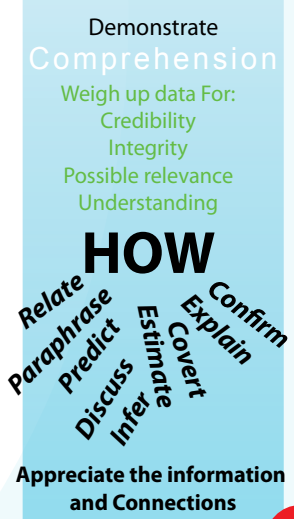 Demonstrate
Comprehension
Weigh up data For:
Credibility
Integrity
Possible relevance
Understanding
HOW
Relate
Paraphrase
Predict
Discuss
Infer
Estimate
Covert
Explain
Confirm
Appreciate the information
and Connections